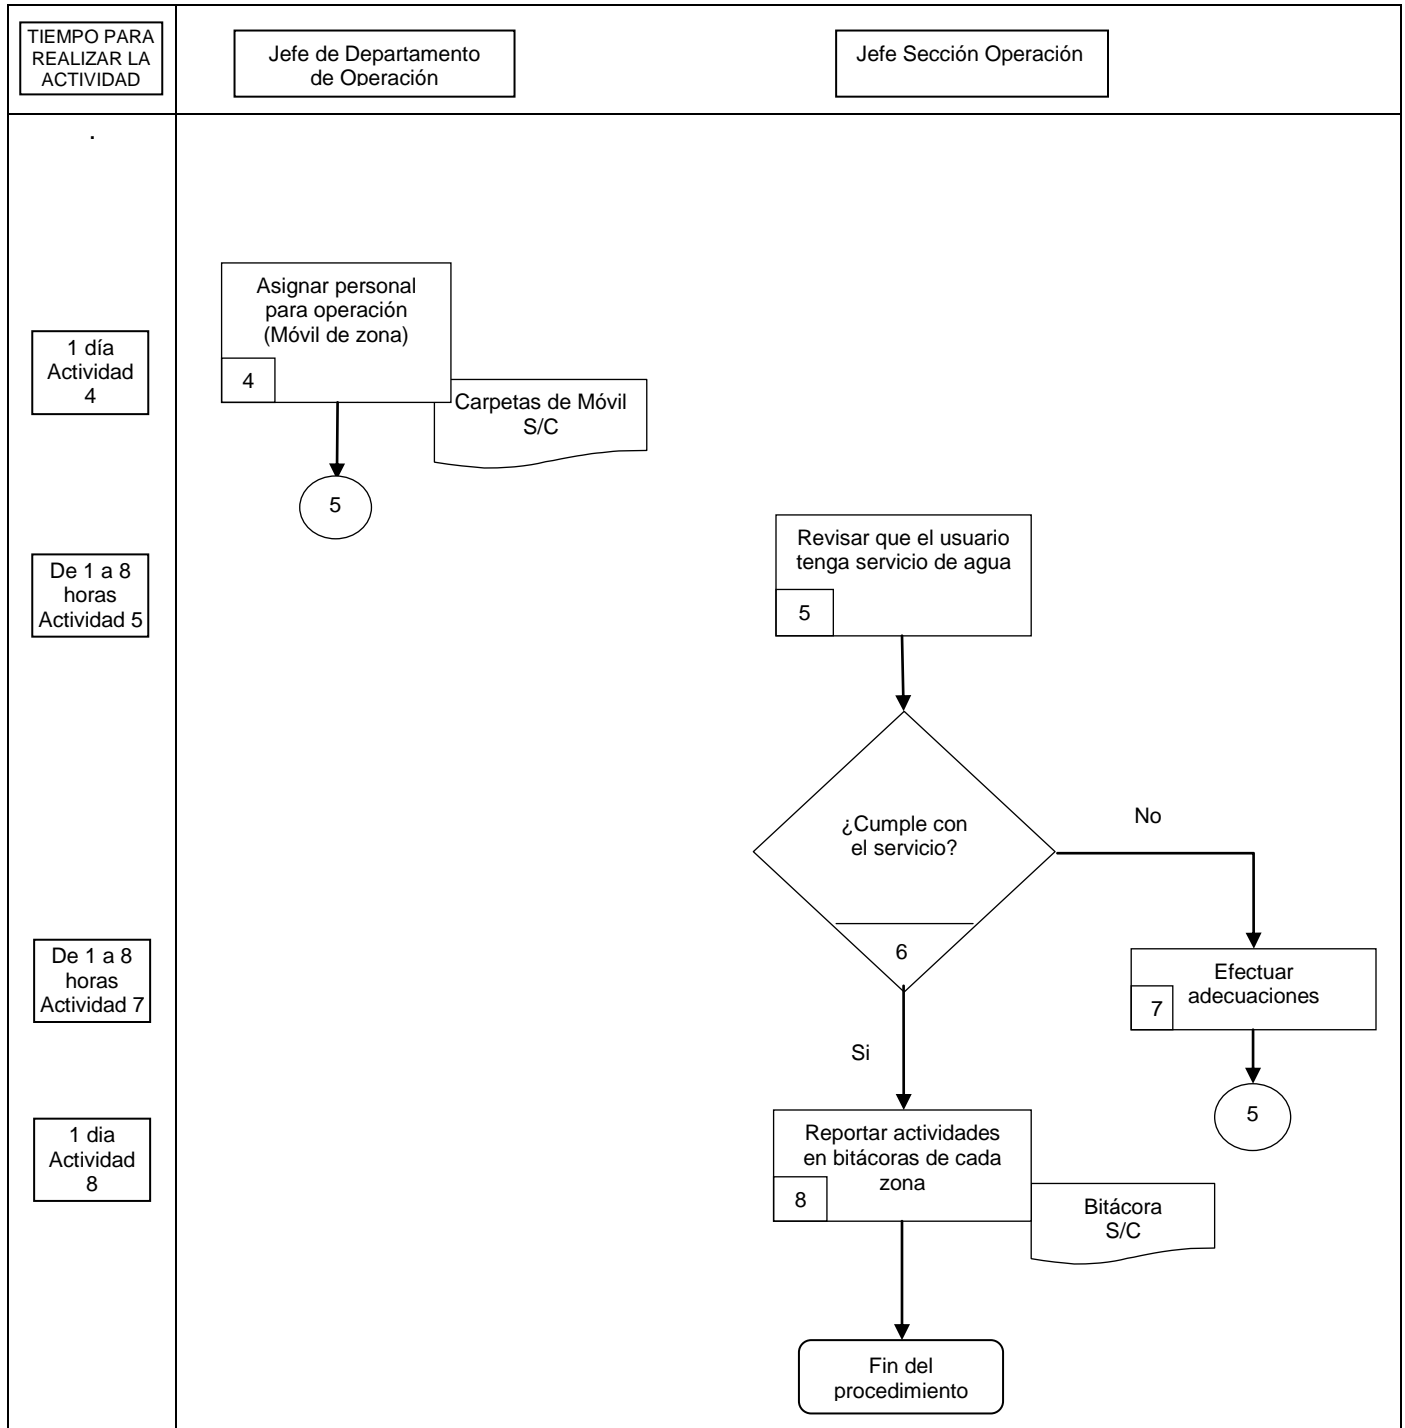 TIEMPO PARA
REALIZAR LA
ACTIVIDAD
Jefe de Departamento
de Operación
Jefe Sección Operación
.
Asignar personal
para operación
(Móvil de zona)
4
1 día
Actividad
4
Carpetas de Móvil
S/C
5
Revisar que el usuario
tenga servicio de agua
5
De 1 a 8
horas
Actividad 5
¿Cumple con
el servicio?
6
No
De 1 a 8
horas
Actividad 7
Efectuar
adecuaciones
7
Si
5
1 dia
Actividad
8
Reportar actividades
en bitácoras de cada
zona
8
Bitácora
S/C
Fin del
procedimiento